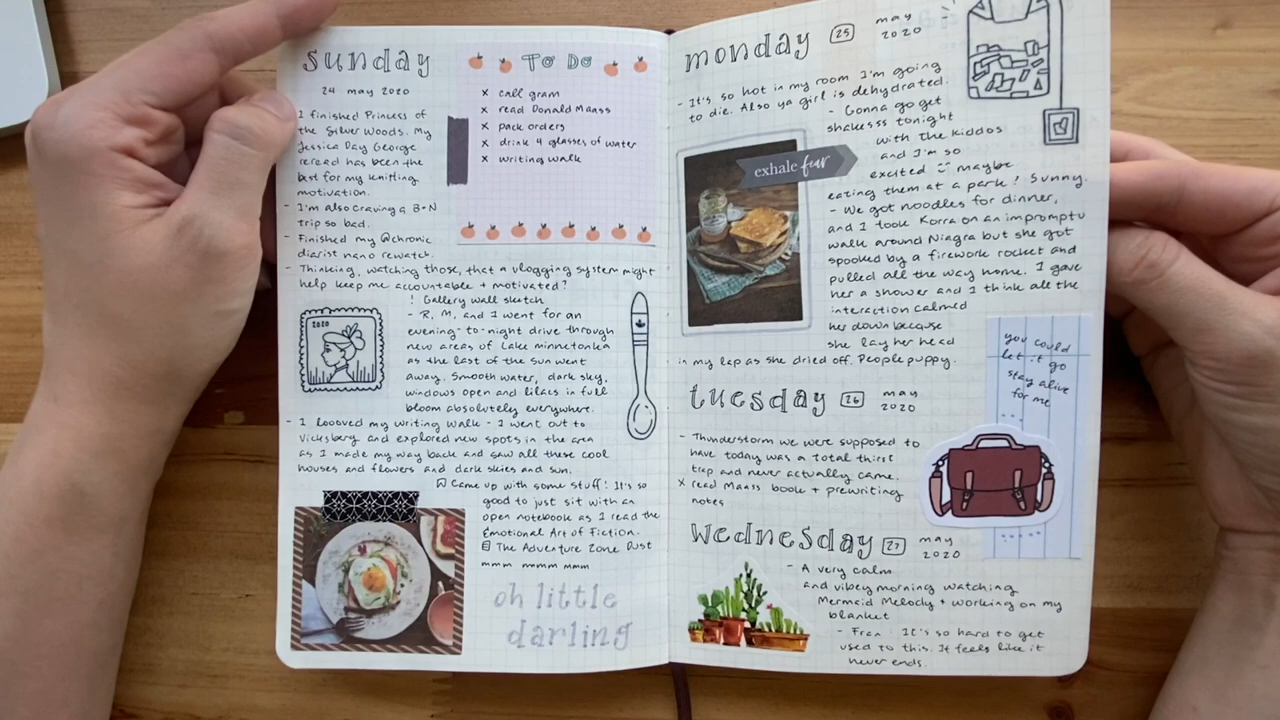 sunday
24 may 2020
I finished Princess of
the Silver Woods. My
Jessica Day George
reread has been the
best for my knitting
motivation.
- I'm also craving a B+N
trip so bad.
- Finished my @chronic
diarist nano rewatch.
- Thinking, watching those, that a vlogging system might
help keep me accountable + motivated?
! Gallery wall sketch
- R, M, and I went for an
evening-to-night drive through
new areas of Lake Minnetonka
as the last of the sun went
away. Smooth water, dark sky,
windows open and lilacs in full
bloom absolutely everywhere.
2020
- I loooved my writing walk - I went out to
Vicksberg and explored new spots in the area
as I made my way back and saw all these cool
houses and flowers and dark skies and sun.
Came up with some stuff! It's so
good to just sit with an
open notebook as I read the
Emotional Art of Fiction.
The Adventure Zone Dust
mmm mmmm mmm
oh little
darling
TO DO
x call gram
x read Donald Maass
x pack orders
x drink 4 glasses of water
x writing walk
monday 25 may
2020
- It's so hot in my room I'm going
to die. Also ya girl is dehydrated.
- Gonna go get
shakesss tonight
with the kiddos
and I'm so
excited maybe
eating them at a park! Sunny.
exhale fear
- We got noodles for dinner,
and I took Korra on an impromptu
walk around Niagra but she got
spooked by a firework rocket and
pulled all the way home. I gave
her a shower and I think all the
interaction calmed
her down because
she lay her head
in my lap as she dried off. People puppy.
you could
let it go
stay alive
for me
...
tuesday 26 may
2020
- Thunderstorm we were supposed to
have today was a total thirst
trap and never actually came.
x read Maass book + prewriting
notes
.....
wednesday 27 may
2020
- A very calm
and vibey morning watching
Mermaid Melody + working on my
blanket
- Fran: It's so hard to get
used to this. It feels like it
never ends.